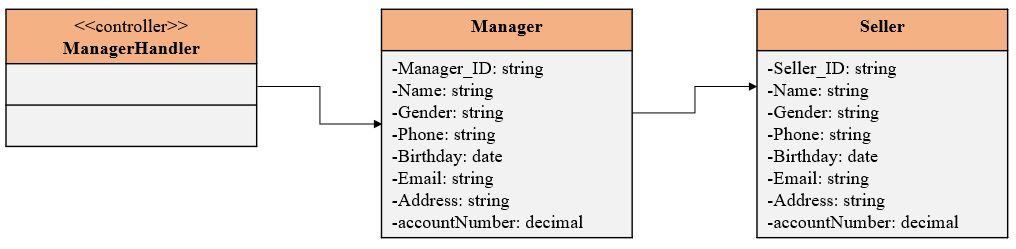 <<controller>>
ManagerHandler
Manager
-Manager_ID: string
-Name: string
-Gender: string
-Phone: string
-Birthday: date
-Email: string
-Address: string
-accountNumber: decimal
Seller
-Seller_ID: string
-Name: string
-Gender: string
-Phone: string
-Birthday: date
-Email: string
-Address: string
-accountNumber: decimal